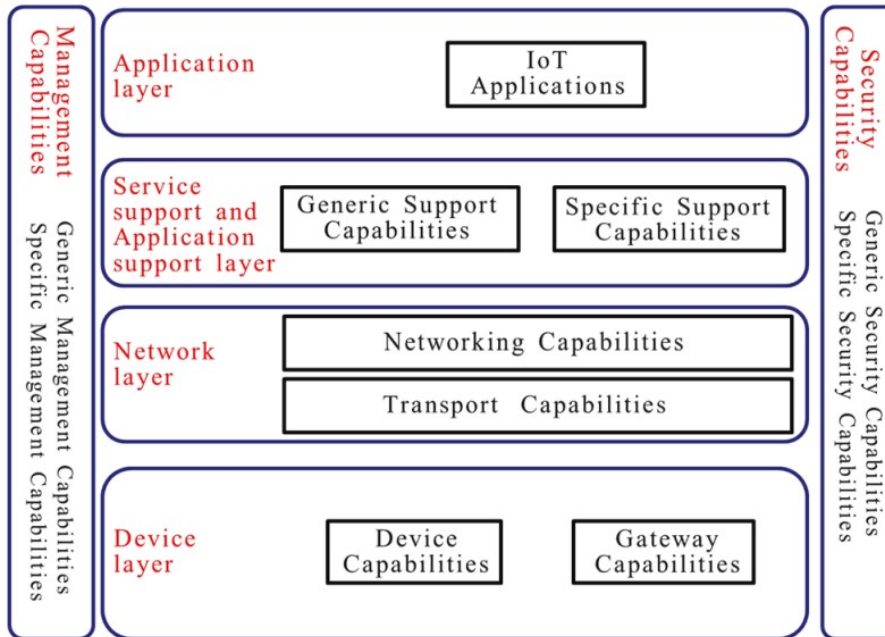 Management
Capabilities
Generic Management Capabilities
Specific Management Capabilities
Application
layer
IoT
Applications
Service
support and
Application
support layer
Generic Support
Capabilities
Specific Support
Capabilities
Network
layer
Networking Capabilities
Transport Capabilities
Device
layer
Device
Capabilities
Gateway
Capabilities
Security
Capabilities
Generic Security Capabilities
Specific Security Capabilities